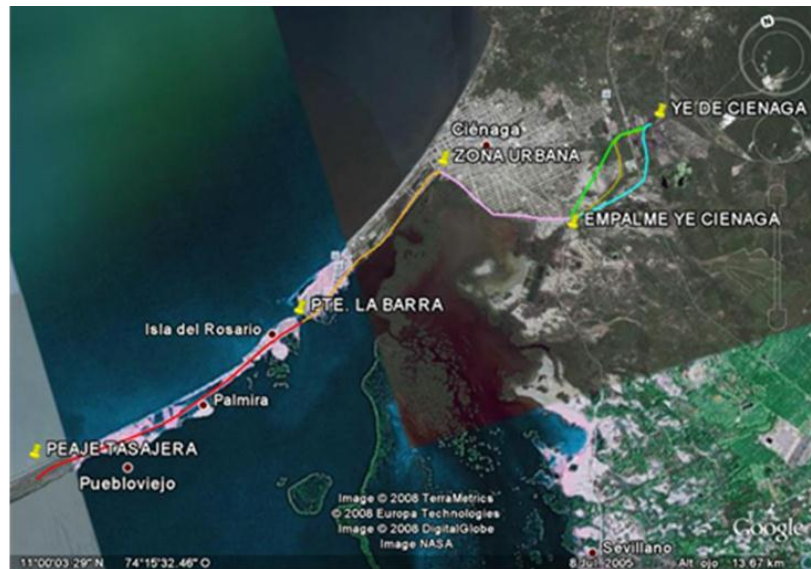 N
YE DE CIENAGA
Ciénaga
ZONA URBANA
EMPALME YE CIENAGA
PTE. LA BARRA
Isla del Rosario
Palmira
PEAJE TASAJERA
Puebloviejo
Image © 2008 TerraMetrics
© 2008 Europa Technologies
Image © 2008 DigitalGlobe
Image NASA
Google
Sevillano
11°00'03.29" N 74°15'32.46" O
8 Jul, 2005 Alt ojo 13.67 km